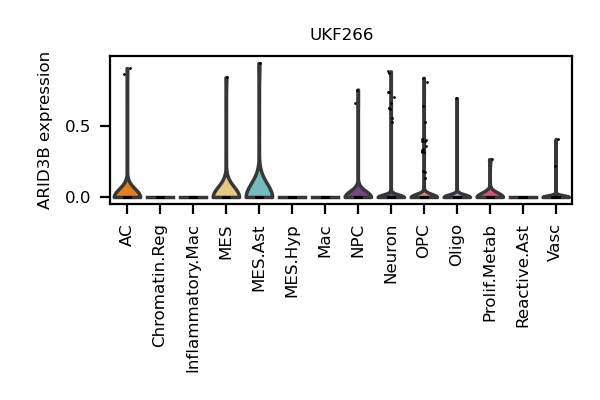 UKF266
ARID3B expression
0.5
0.0
AC
Chromatin.Reg
Inflammatory.Mac
MES
MES.Ast
MES.Hyp
Mac
NPC
Neuron
OPC
Oligo
Prolif.Metab
Reactive.Ast
Vasc